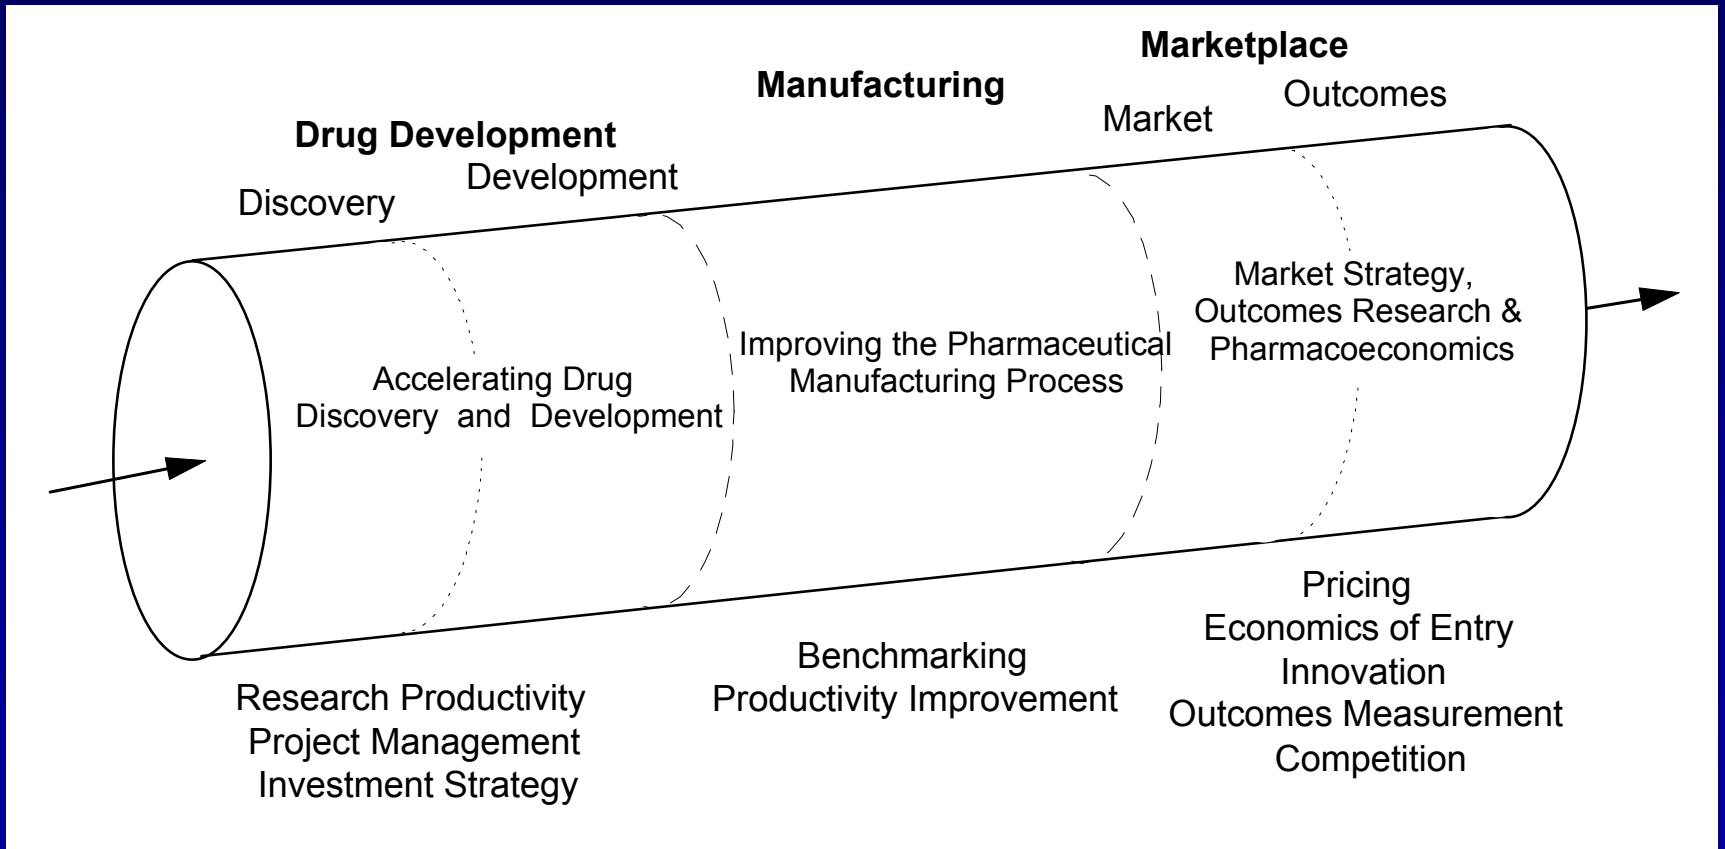 Marketplace
Manufacturing
Outcomes
Market
Drug Development
Development
Discovery
Market Strategy,
Outcomes Research &
Pharmacoeconomics
Improving the Pharmaceutical
Manufacturing Process
Accelerating Drug
Discovery and Development
Research Productivity
Project Management
Investment Strategy
Benchmarking
Productivity Improvement
Pricing
Economics of Entry
Innovation
Outcomes Measurement
Competition